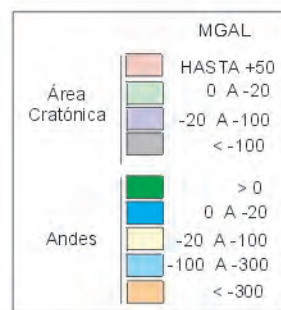 MGAL
HASTA +50
0 A -20
-20 A -100
< -100
Área
Cratónica
> 0
0 A -20
-20 A -100
-100 A -300
< -300
Andes